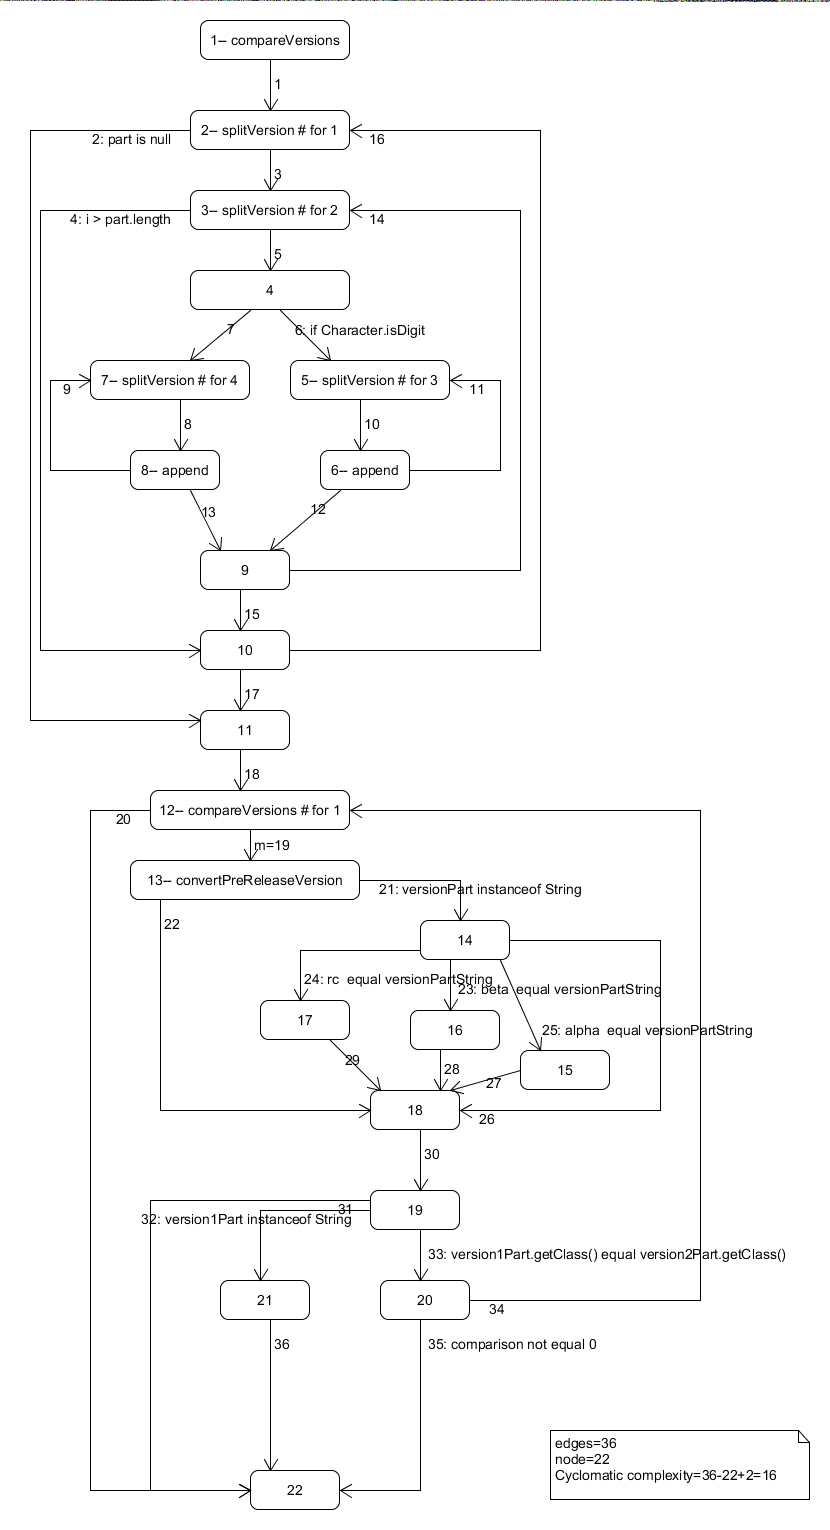 1-- compareVersions
1
2-- splitVersion # for 1
2: part is null
16
3
3-- splitVersion # for 2
4: i > part.length
14
5
4
7
6: if Character.isDigit
7-- splitVersion # for 4
5-- splitVersion # for 3
9
11
8
10
8-- append
6-- append
13
12
9
15
10
17
11
18
12-- compareVersions # for 1
20
m=19
13-- convertPreReleaseVersion
21: versionPart instanceof String
22
14
24: rc  equal versionPartString
23: beta  equal versionPartString
17
16
25: alpha  equal versionPartString
29
28
15
27
18
26
30
19
31
32: version1Part instanceof String
33: version1Part.getClass() equal version2Part.getClass()
21
20
34
36
35: comparison not equal 0
edges=36
node=22
Cyclomatic complexity=36-22+2=16
22